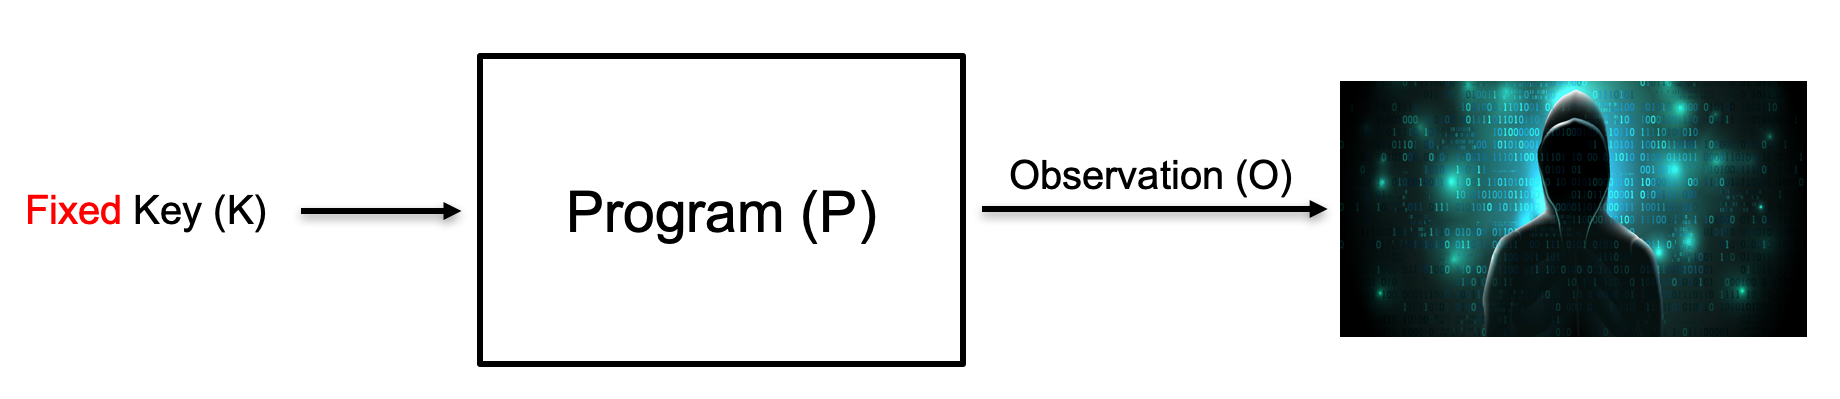 Fixed Key (K)
Program (P)
Observation (O)